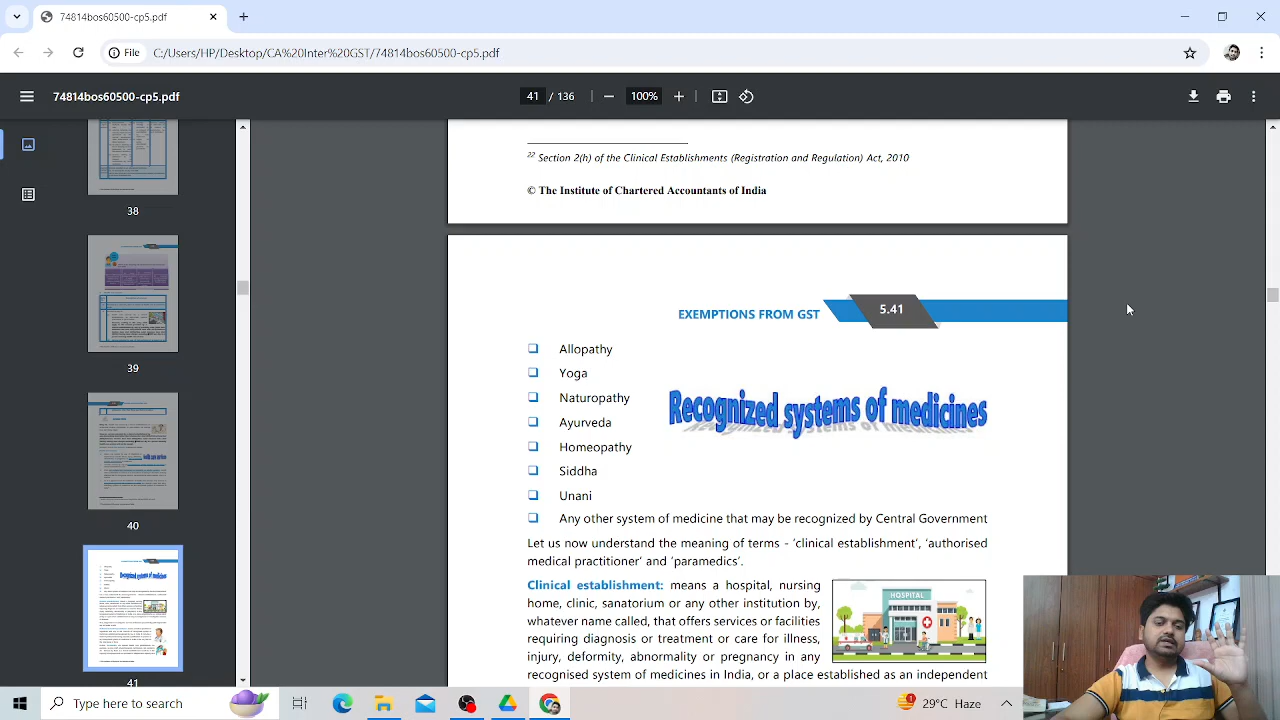 74814bos60500-cp5.pdf
File
C:/Users/HP/Desktop/CA%20Inter%20GST/74814bos60500-cp5.pdf
74814bos60500-cp5.pdf
41 / 136
100%
38
39
40
41
22 Section 2(h) of the Clinical Establishments (Registration and Regulation) Act, 2010
© The Institute of Chartered Accountants of India
EXEMPTIONS FROM GST
5.41
Allopathy
Yoga
Naturopathy
Ayurveda
Homeopathy
Siddha
Unani
Any other system of medicine that may be recognized by Central Government
Recognized systems of medicines
Let us now understand the meaning of terms - ‘clinical establishment’, ‘authorised
medical practitioner’ and ‘paramedics’.
Clinical establishment: means a hospital, nursing
home, clinic, sanatorium or any other institution by,
whatever name called, that offers services or facilities
requiring diagnosis or treatment or care for illness,
injury, deformity, abnormality or pregnancy in any
recognised system of medicines in India, or a place established as an independent
HOSPITAL
Type here to search
1
29°C Haze